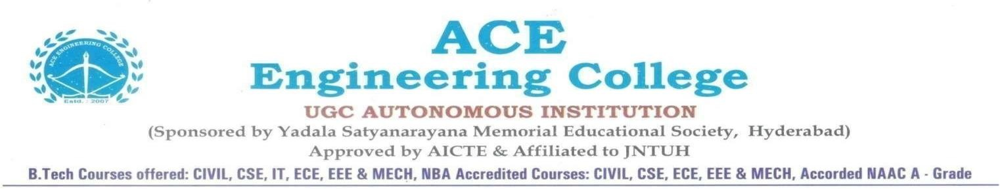 ACE ENGINEERING COLLEGE
Estd. : 2007
ACE
Engineering College
UGC AUTONOMOUS INSTITUTION
(Sponsored by Yadala Satyanarayana Memorial Educational Society, Hyderabad)
Approved by AICTE & Affiliated to JNTUH
B.Tech Courses offered: CIVIL, CSE, IT, ECE, EEE & MECH, NBA Accredited Courses: CIVIL, CSE, ECE, EEE & MECH, Accorded NAAC A - Grade